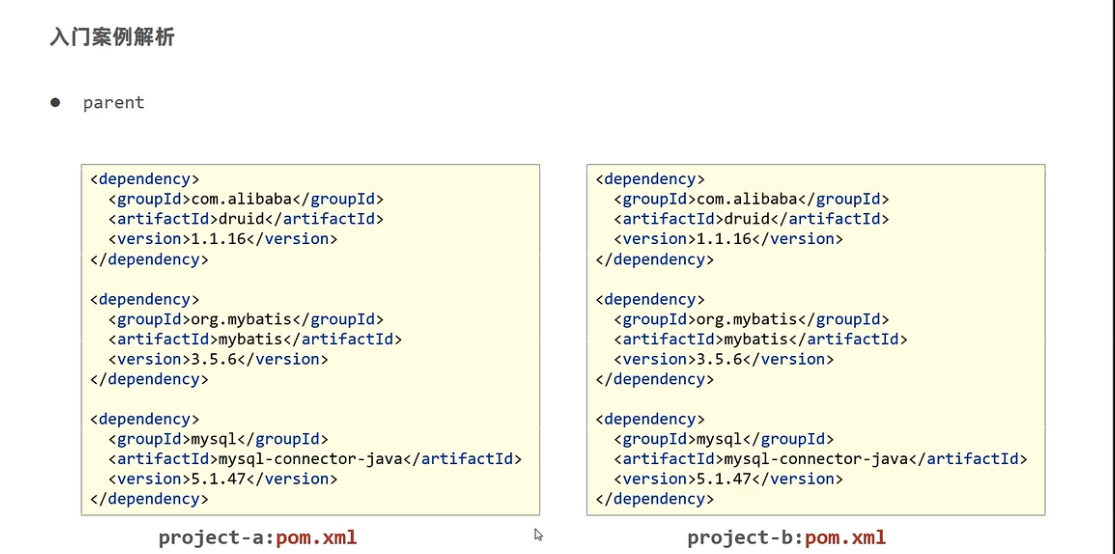 入门案例解析
● parent
<dependency>
<groupId>com.alibaba</groupId>
<artifactId>druid</artifactId>
<version>1.1.16</version>
</dependency>
<dependency>
<groupId>org.mybatis</groupId>
<artifactId>mybatis</artifactId>
<version>3.5.6</version>
</dependency>
<dependency>
<groupId>mysql</groupId>
<artifactId>mysql-connector-java</artifactId>
<version>5.1.47</version>
</dependency>
project-a:pom.xml
<dependency>
<groupId>com.alibaba</groupId>
<artifactId>druid</artifactId>
<version>1.1.16</version>
</dependency>
<dependency>
<groupId>org.mybatis</groupId>
<artifactId>mybatis</artifactId>
<version>3.5.6</version>
</dependency>
<dependency>
<groupId>mysql</groupId>
<artifactId>mysql-connector-java</artifactId>
<version>5.1.47</version>
</dependency>
project-b:pom.xml